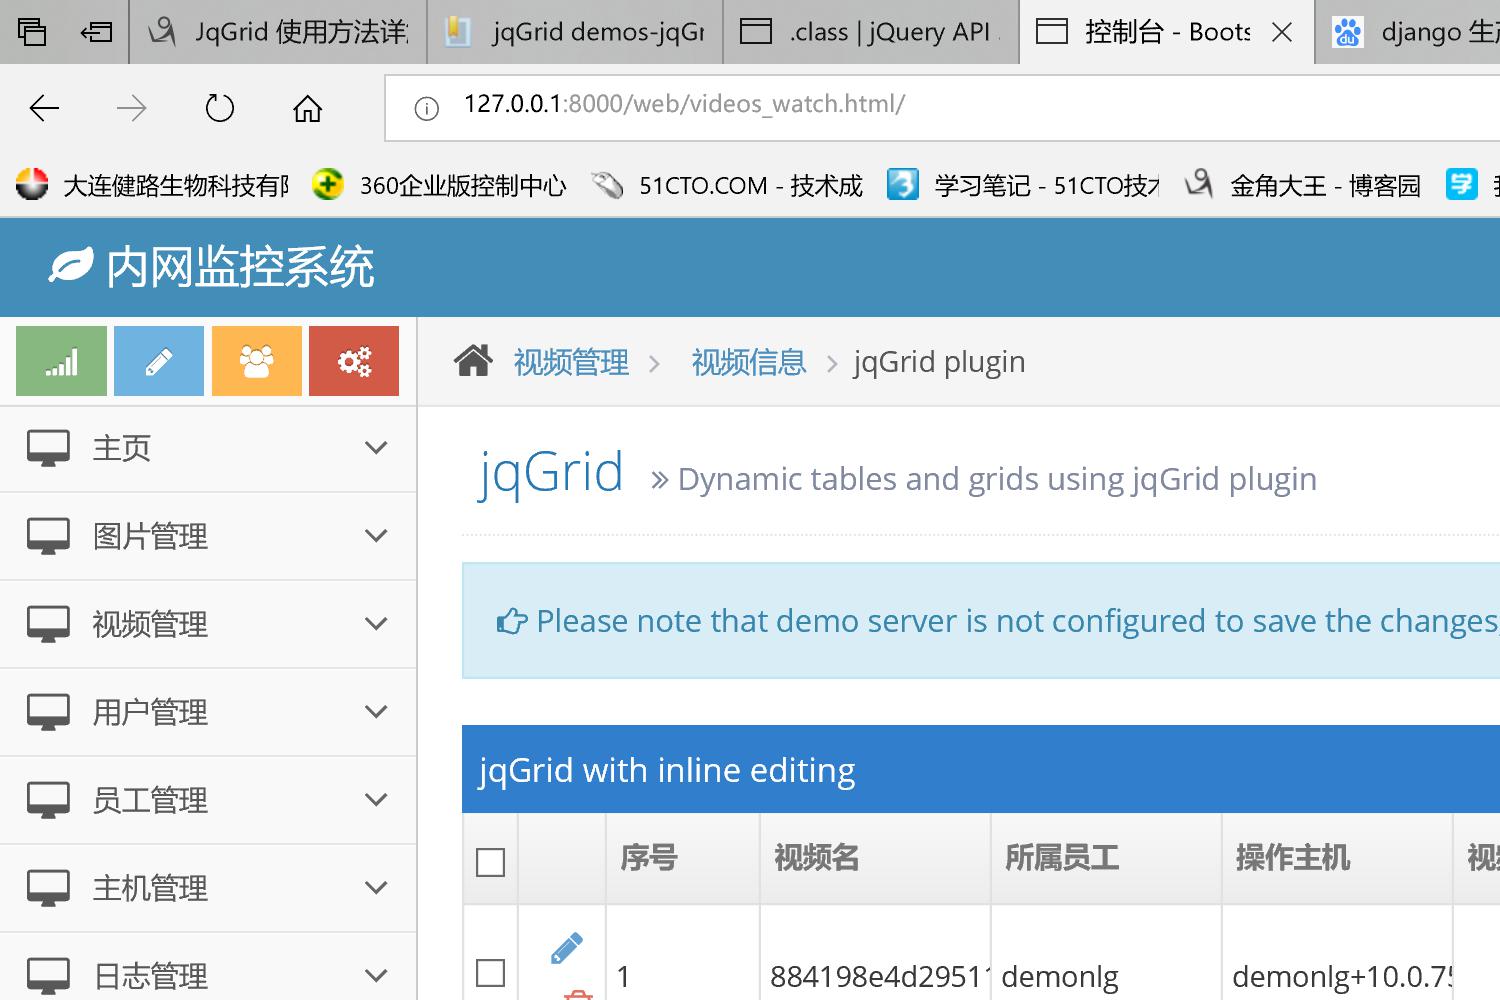 JqGrid 使用方法详
jqGrid demos-jqGr
.class | jQuery API
控制台 - Boots
django 生
127.0.0.1:8000/web/videos_watch.html/
大连健路生物科技有
360企业版控制中心
51CTO.COM - 技术成
学习笔记 - 51CTO技
金角大王 - 博客园
学
内网监控系统
视频管理
视频信息
jqGrid plugin
主页
图片管理
视频管理
用户管理
员工管理
主机管理
日志管理
jqGrid » Dynamic tables and grids using jqGrid plugin
Please note that demo server is not configured to save the changes,
jqGrid with inline editing
序号 视频名 所属员工 操作主机 视
1 884198e4d29511 demonlg demonlg+10.0.75